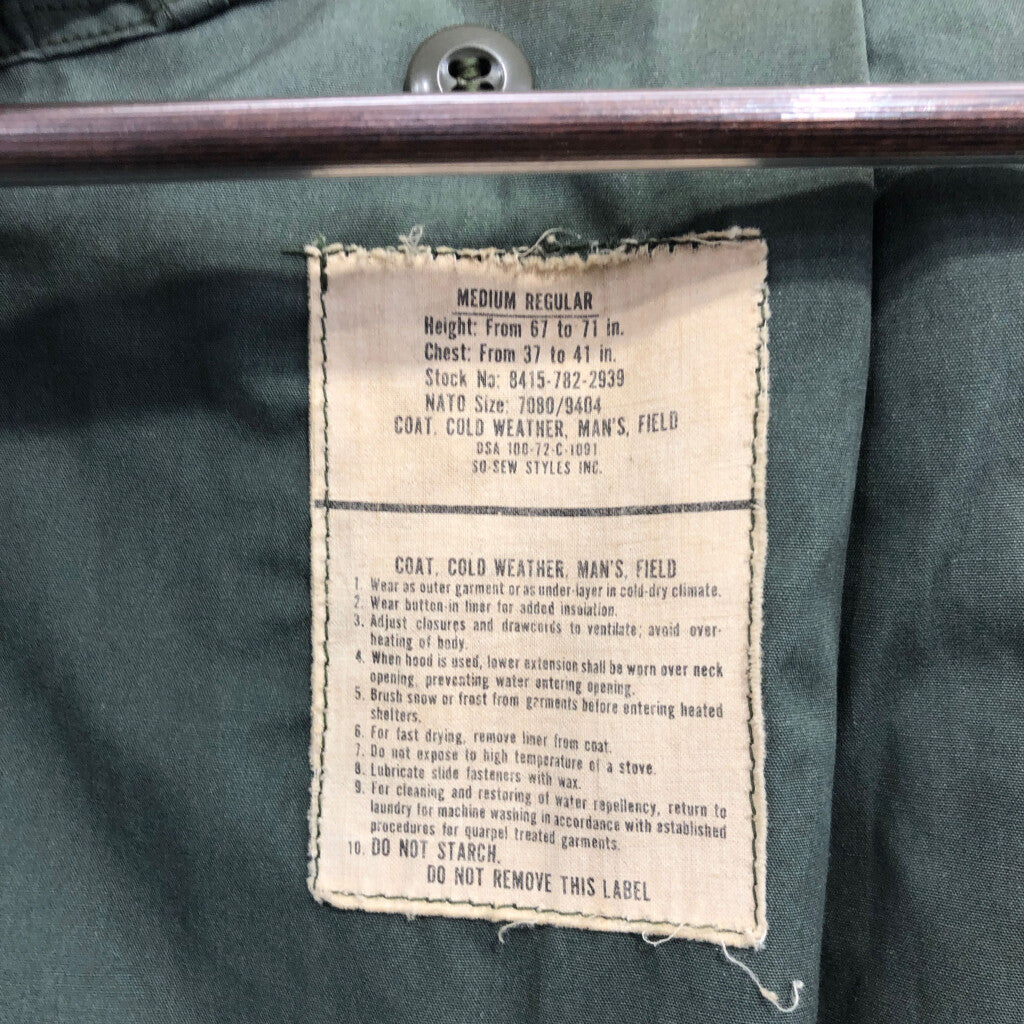 MEDIUM REGULAR
Height: From 67 to 71 in.
Chest: From 37 to 41 in.
Stock No: 8415-782-2939
NATO Size: 7080/9404
COAT, COLD WEATHER, MAN'S, FIELD
DSA 100-72-C-1091
SO-SEW STYLES INC.
COAT, COLD WEATHER, MAN'S, FIELD
1. Wear as outer garment or as under-layer in cold-dry climate.
2. Wear button-in liner for added insulation.
3. Adjust closures and drawcords to ventilate; avoid over-
heating of body.
4. When hood is used, lower extension shall be worn over neck
opening, preventing water entering opening.
5. Brush snow or frost from garments before entering heated
shelters.
6. For fast drying, remove liner from coat.
7. Do not expose to high temperature of a stove.
8. Lubricate slide fasteners with wax.
9. For cleaning and restoring of water repellency, return to
laundry for machine washing in accordance with established
procedures for quarpel treated garments.
10. DO NOT STARCH.
DO NOT REMOVE THIS LABEL